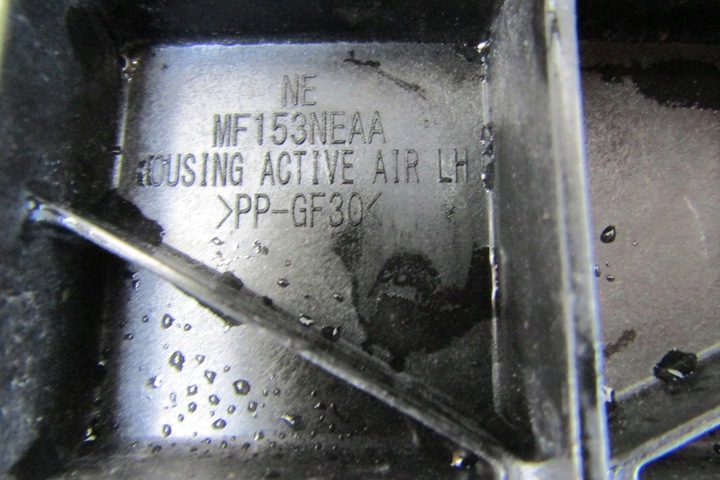 NE
MF153NEAA
HOUSING ACTIVE AIR LH
>PP-GF30<